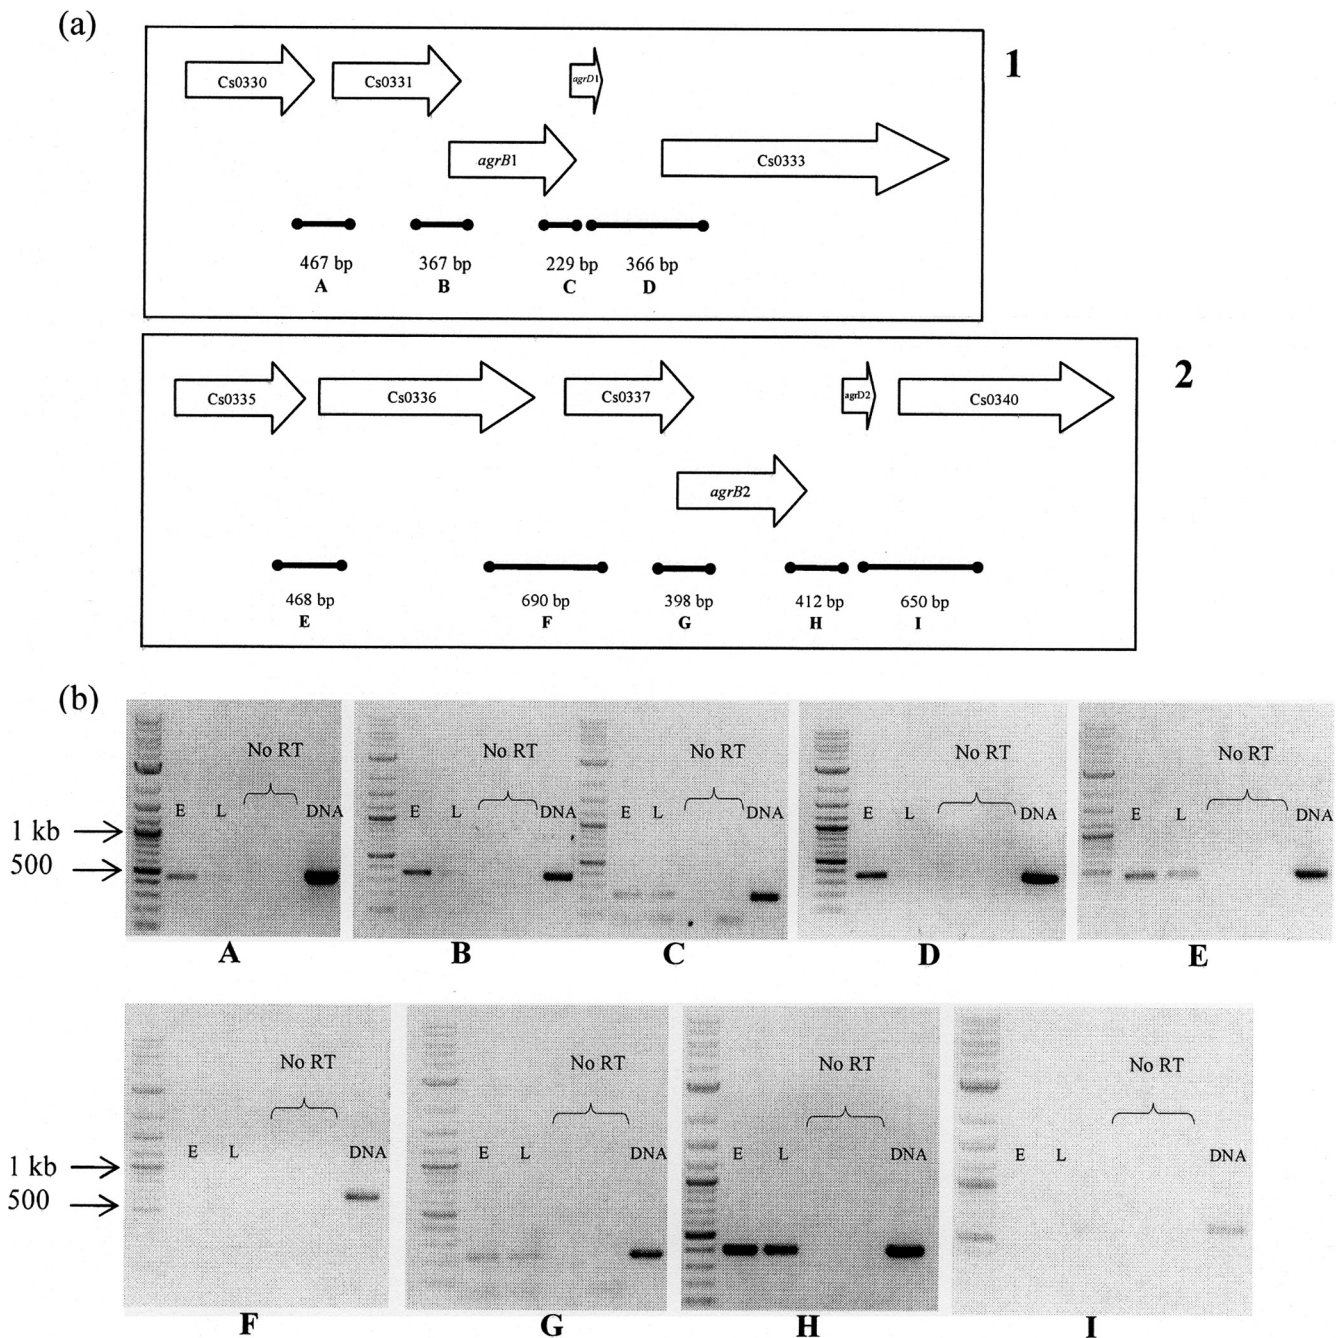 (a)
1
Cs0330 Cs0331 agrD1
agrB1 Cs0333
467 bp 367 bp 229 bp 366 bp
A B C D
2
Cs0335 Cs0336 Cs0337 agrD2 Cs0340
agrB2
468 bp 690 bp 398 bp 412 bp 650 bp
E F G H I
(b)
No RT No RT No RT No RT No RT
E L DNA E L DNA E L DNA E L DNA E L DNA
1 kb
500
A B C D E
No RT No RT No RT No RT
E L DNA E L DNA E L DNA E L DNA
1 kb
500
F G H I